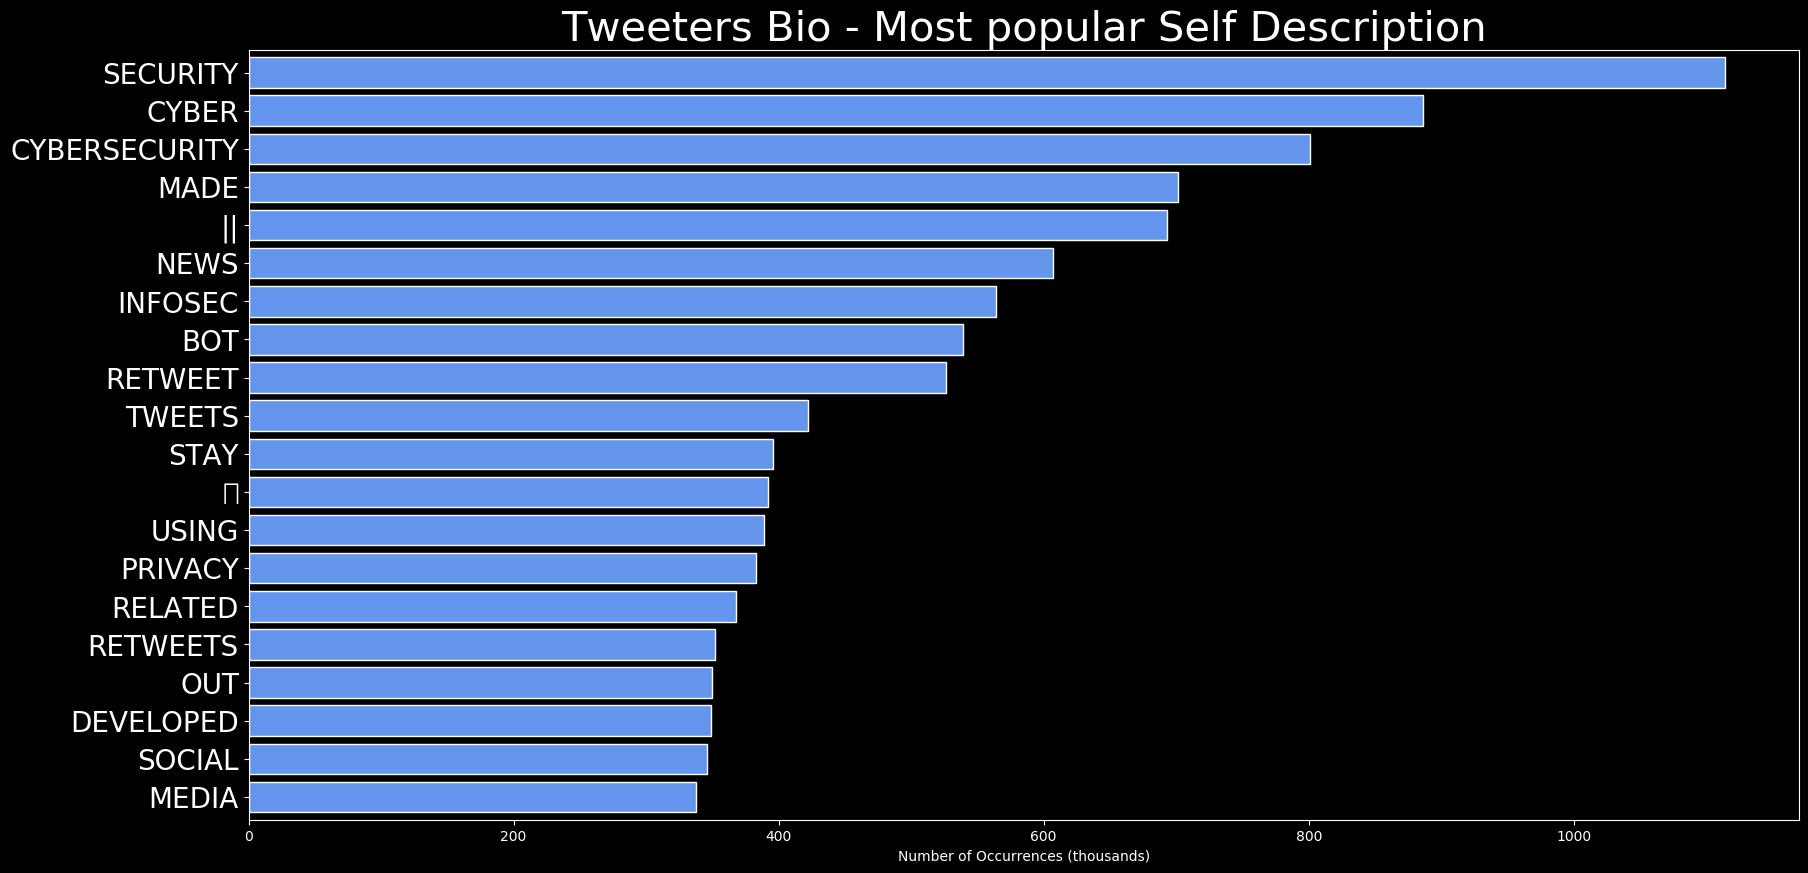 Tweeters Bio - Most popular Self Description
SECURITY
CYBER
CYBERSECURITY
MADE
||
NEWS
INFOSEC
BOT
RETWEET
TWEETS
STAY
USING
PRIVACY
RELATED
RETWEETS
OUT
DEVELOPED
SOCIAL
MEDIA
0 200 400 600 800 1000
Number of Occurrences (thousands)